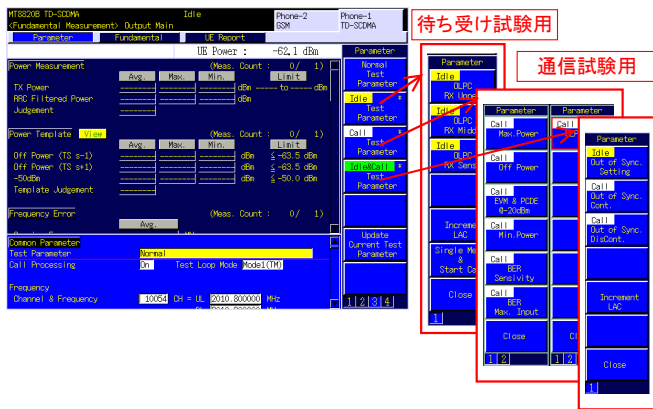 MT8820B TD-SCDMA Idle Phone-2 Phone-1
<Fundamental Measurement> Output Main GSM TD-SCDMA
Parameter Fundamental UE Report
UE Power : -62.1 dBm
Power Measurement (Meas. Count : 0/ 1)
Avg. Max. Min. Limit
TX Power dBm to dBm
RRC Filtered Power dBm
Judgement
Power Template View (Meas. Count : 0/ 1)
Avg. Max. Min. Limit
Off Power (TS s-1) dBm ≦ -63.5 dBm
Off Power (TS s+1) dBm ≦ -63.5 dBm
-50dBm dBm ≦ -50.0 dBm
Template Judgement
Frequency Error (Meas. Count : 0/ 1)
Avg.
Common Parameter
Test Parameter Normal
Call Processing On Test Loop Mode Mode1(TM)
Frequency
Channel & Frequency 10054 CH = UL 2010.800000 MHz
Parameter
Normal
Test
Parameter
Idle
Test
Parameter
Call
Test
Parameter
Idle&Call
Test
Parameter
Update
Current Test
Parameter
1 2 3 4
待ち受け試験用
Parameter
Idle
OLPC
RX Uppe
Idle
OLPC
RX Midd
Idle
OLPC
RX Sens
Increme
LAC
Single Me
&
Start Ca
Close
1
通信試験用
Parameter
Call
Max.Power
Call
Off Power
Call
EVM & PCDE
@-20dBm
Call
Min.Power
Call
BER
Sensivity
Call
BER
Max. Input
Close
1 2
Parameter
Call
Cl
1 2
Parameter
Idle
Out of Sync.
Setting
Call
Out of Sync.
Cont.
Call
Out of Sync.
DisCont.
Increment
LAC
Close
1